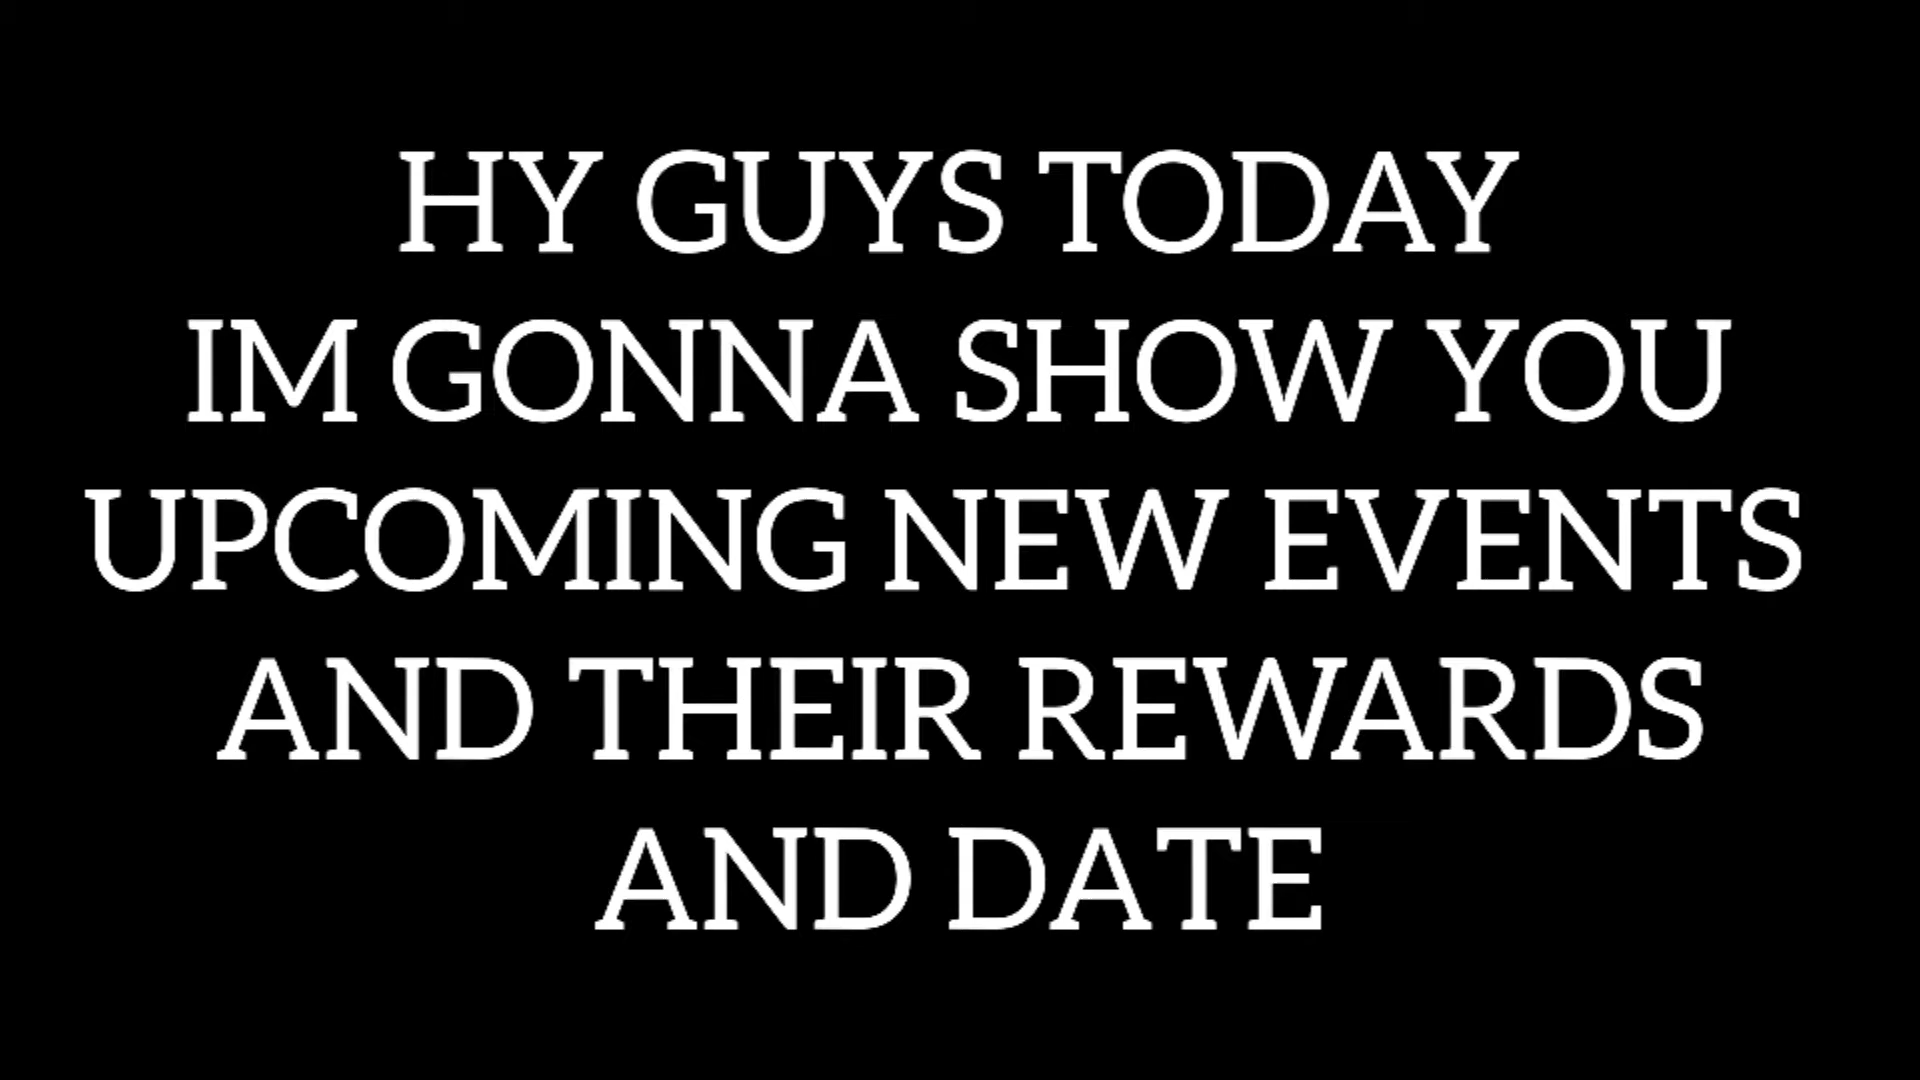 HY GUYS TODAY
IM GONNA SHOW YOU
UPCOMING NEW EVENTS
AND THEIR REWARDS
AND DATE